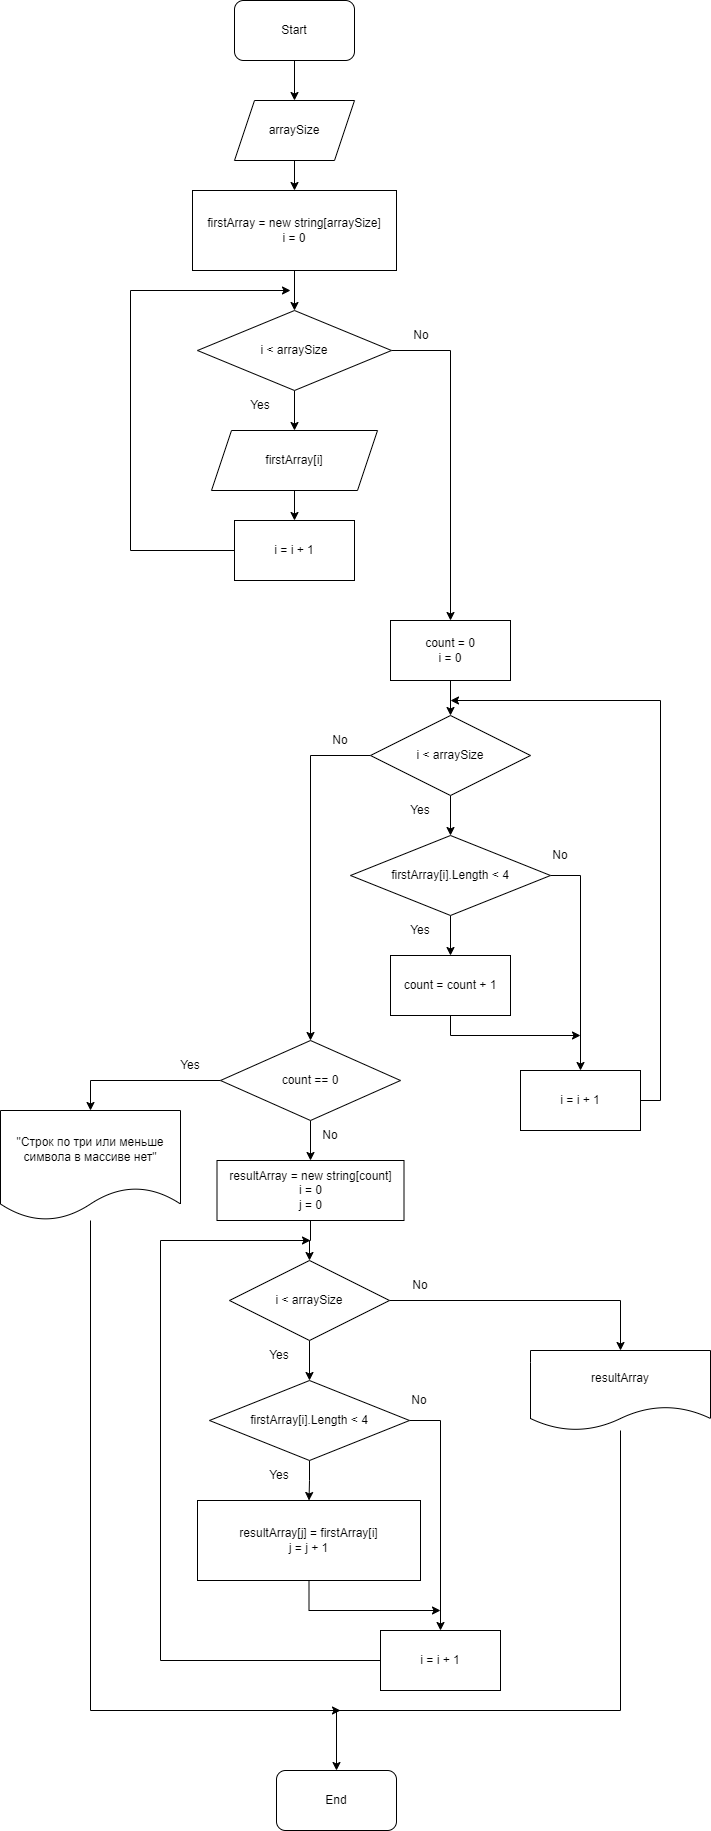 Start
arraySize
firstArray = new string[arraySize]
i = 0
i < arraySize
No
Yes
firstArray[i]
i = i + 1
count = 0
i = 0
i < arraySize
No
Yes
firstArray[i].Length < 4
No
Yes
count = count + 1
i = i + 1
count == 0
Yes
No
"Строк по три или меньше
символа в массиве нет"
resultArray = new string[count]
i = 0
j = 0
i < arraySize
No
Yes
resultArray
firstArray[i].Length < 4
No
Yes
resultArray[j] = firstArray[i]
j = j + 1
i = i + 1
End